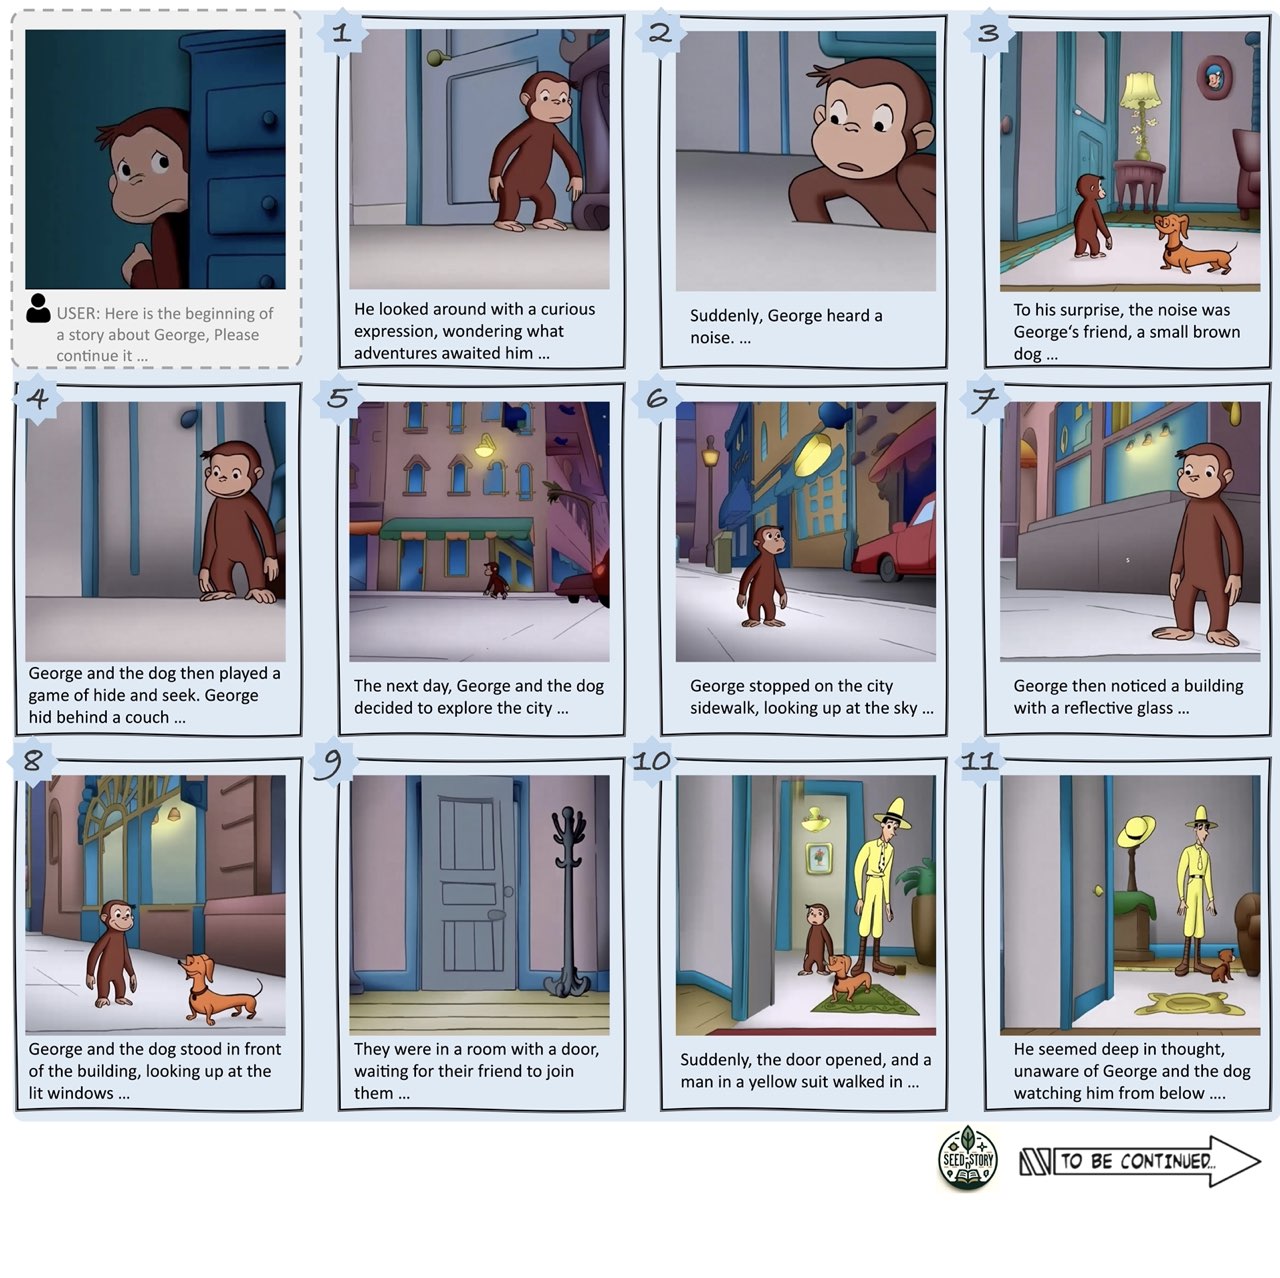 USER: Here is the beginning of
a story about George, Please
continue it ...
1
He looked around with a curious
expression, wondering what
adventures awaited him ...
2
Suddenly, George heard a
noise. ...
3
To his surprise, the noise was
George‘s friend, a small brown
dog ...
4
George and the dog then played a
game of hide and seek. George
hid behind a couch ...
5
The next day, George and the dog
decided to explore the city ...
6
George stopped on the city
sidewalk, looking up at the sky ...
7
s
George then noticed a building
with a reflective glass ...
8
George and the dog stood in front
of the building, looking up at the
lit windows ...
9
They were in a room with a door,
waiting for their friend to join
them ...
10
Suddenly, the door opened, and a
man in a yellow suit walked in ...
11
He seemed deep in thought,
unaware of George and the dog
watching him from below ....
SEED-STORY
TO BE CONTINUED...